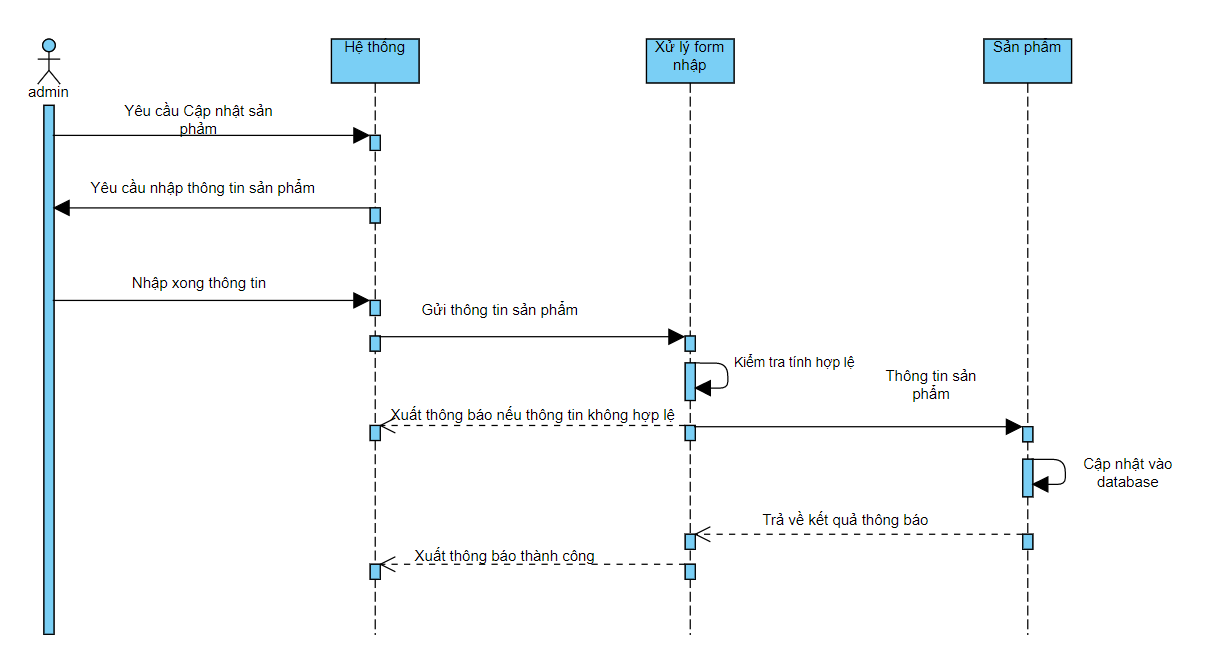 Hệ thông
Xử lý form
nhập
Sản phẩm
admin
Yêu cầu Cập nhật sản
phẩm
Yêu cầu nhập thông tin sản phẩm
Nhập xong thông tin
Gửi thông tin sản phẩm
Kiểm tra tính hợp lệ
Thông tin sản
phẩm
Xuất thông báo nếu thông tin không hợp lệ
Câp nhật vào
database
Trả về kết quả thông báo
Xuất thông báo thành công